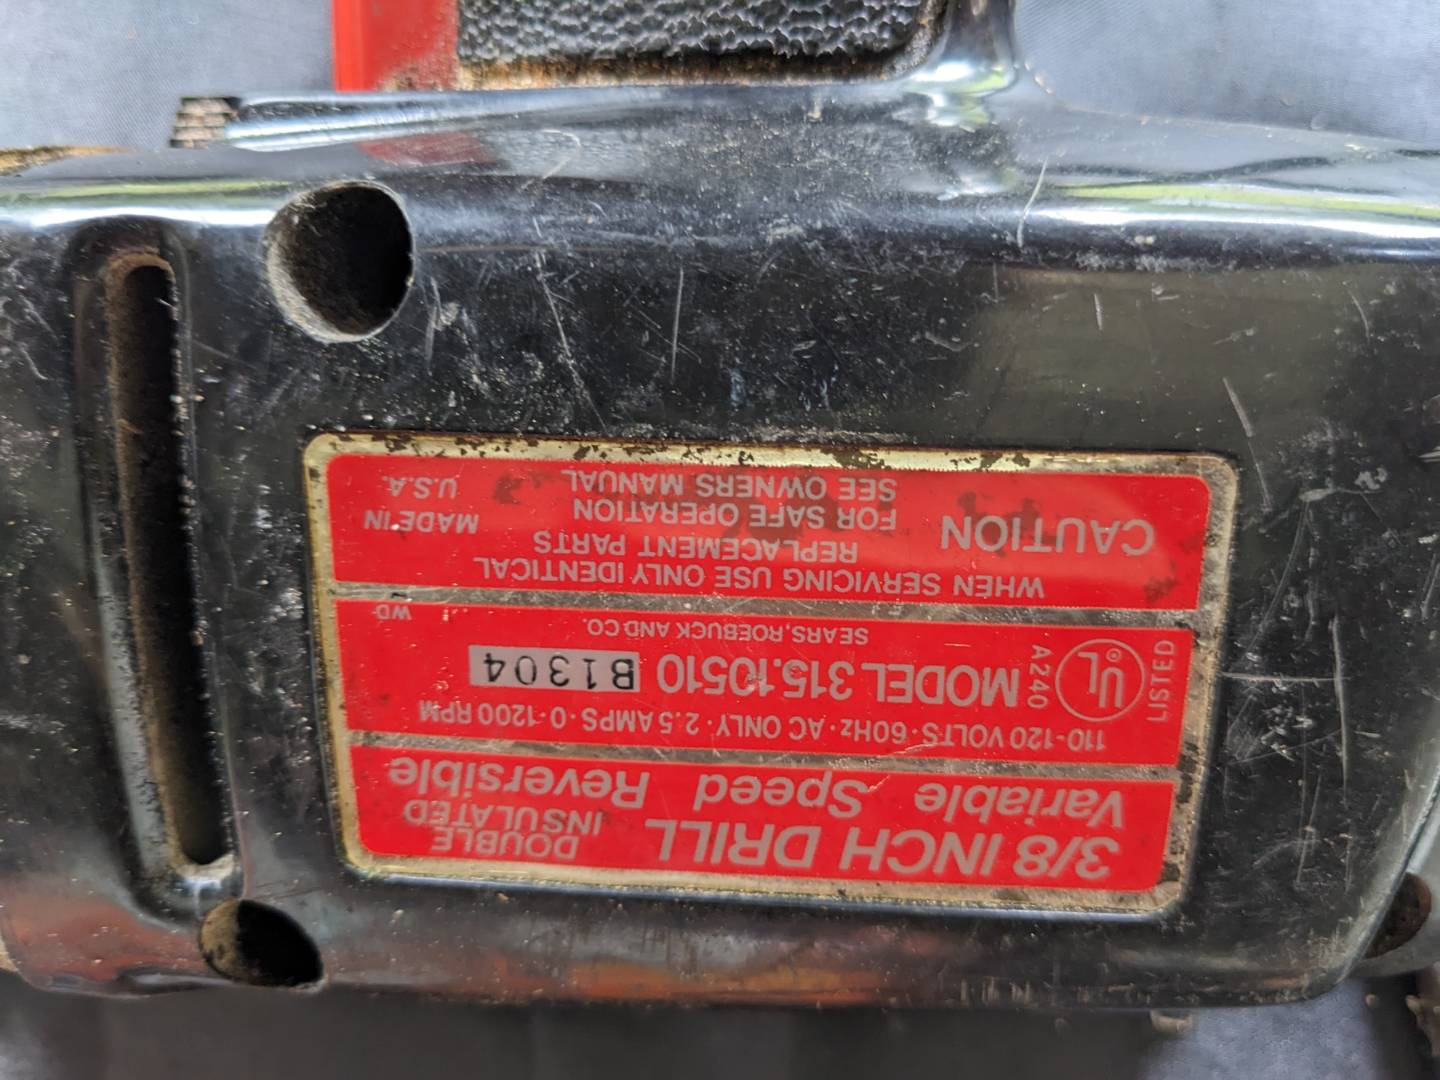 3/8 INCH DRILL DOUBLE INSULATED
Variable Speed Reversible
110-120 VOLTS · 60Hz · AC ONLY · 2.5 AMPS · 0-1200 RPM
UL LISTED
A240
MODEL 315.10510 B1304
SEARS, ROEBUCK AND CO.
WD-
WHEN SERVICING USE ONLY IDENTICAL
REPLACEMENT PARTS
CAUTION
FOR SAFE OPERATION
SEE OWNERS MANUAL
MADE IN
U.S.A.